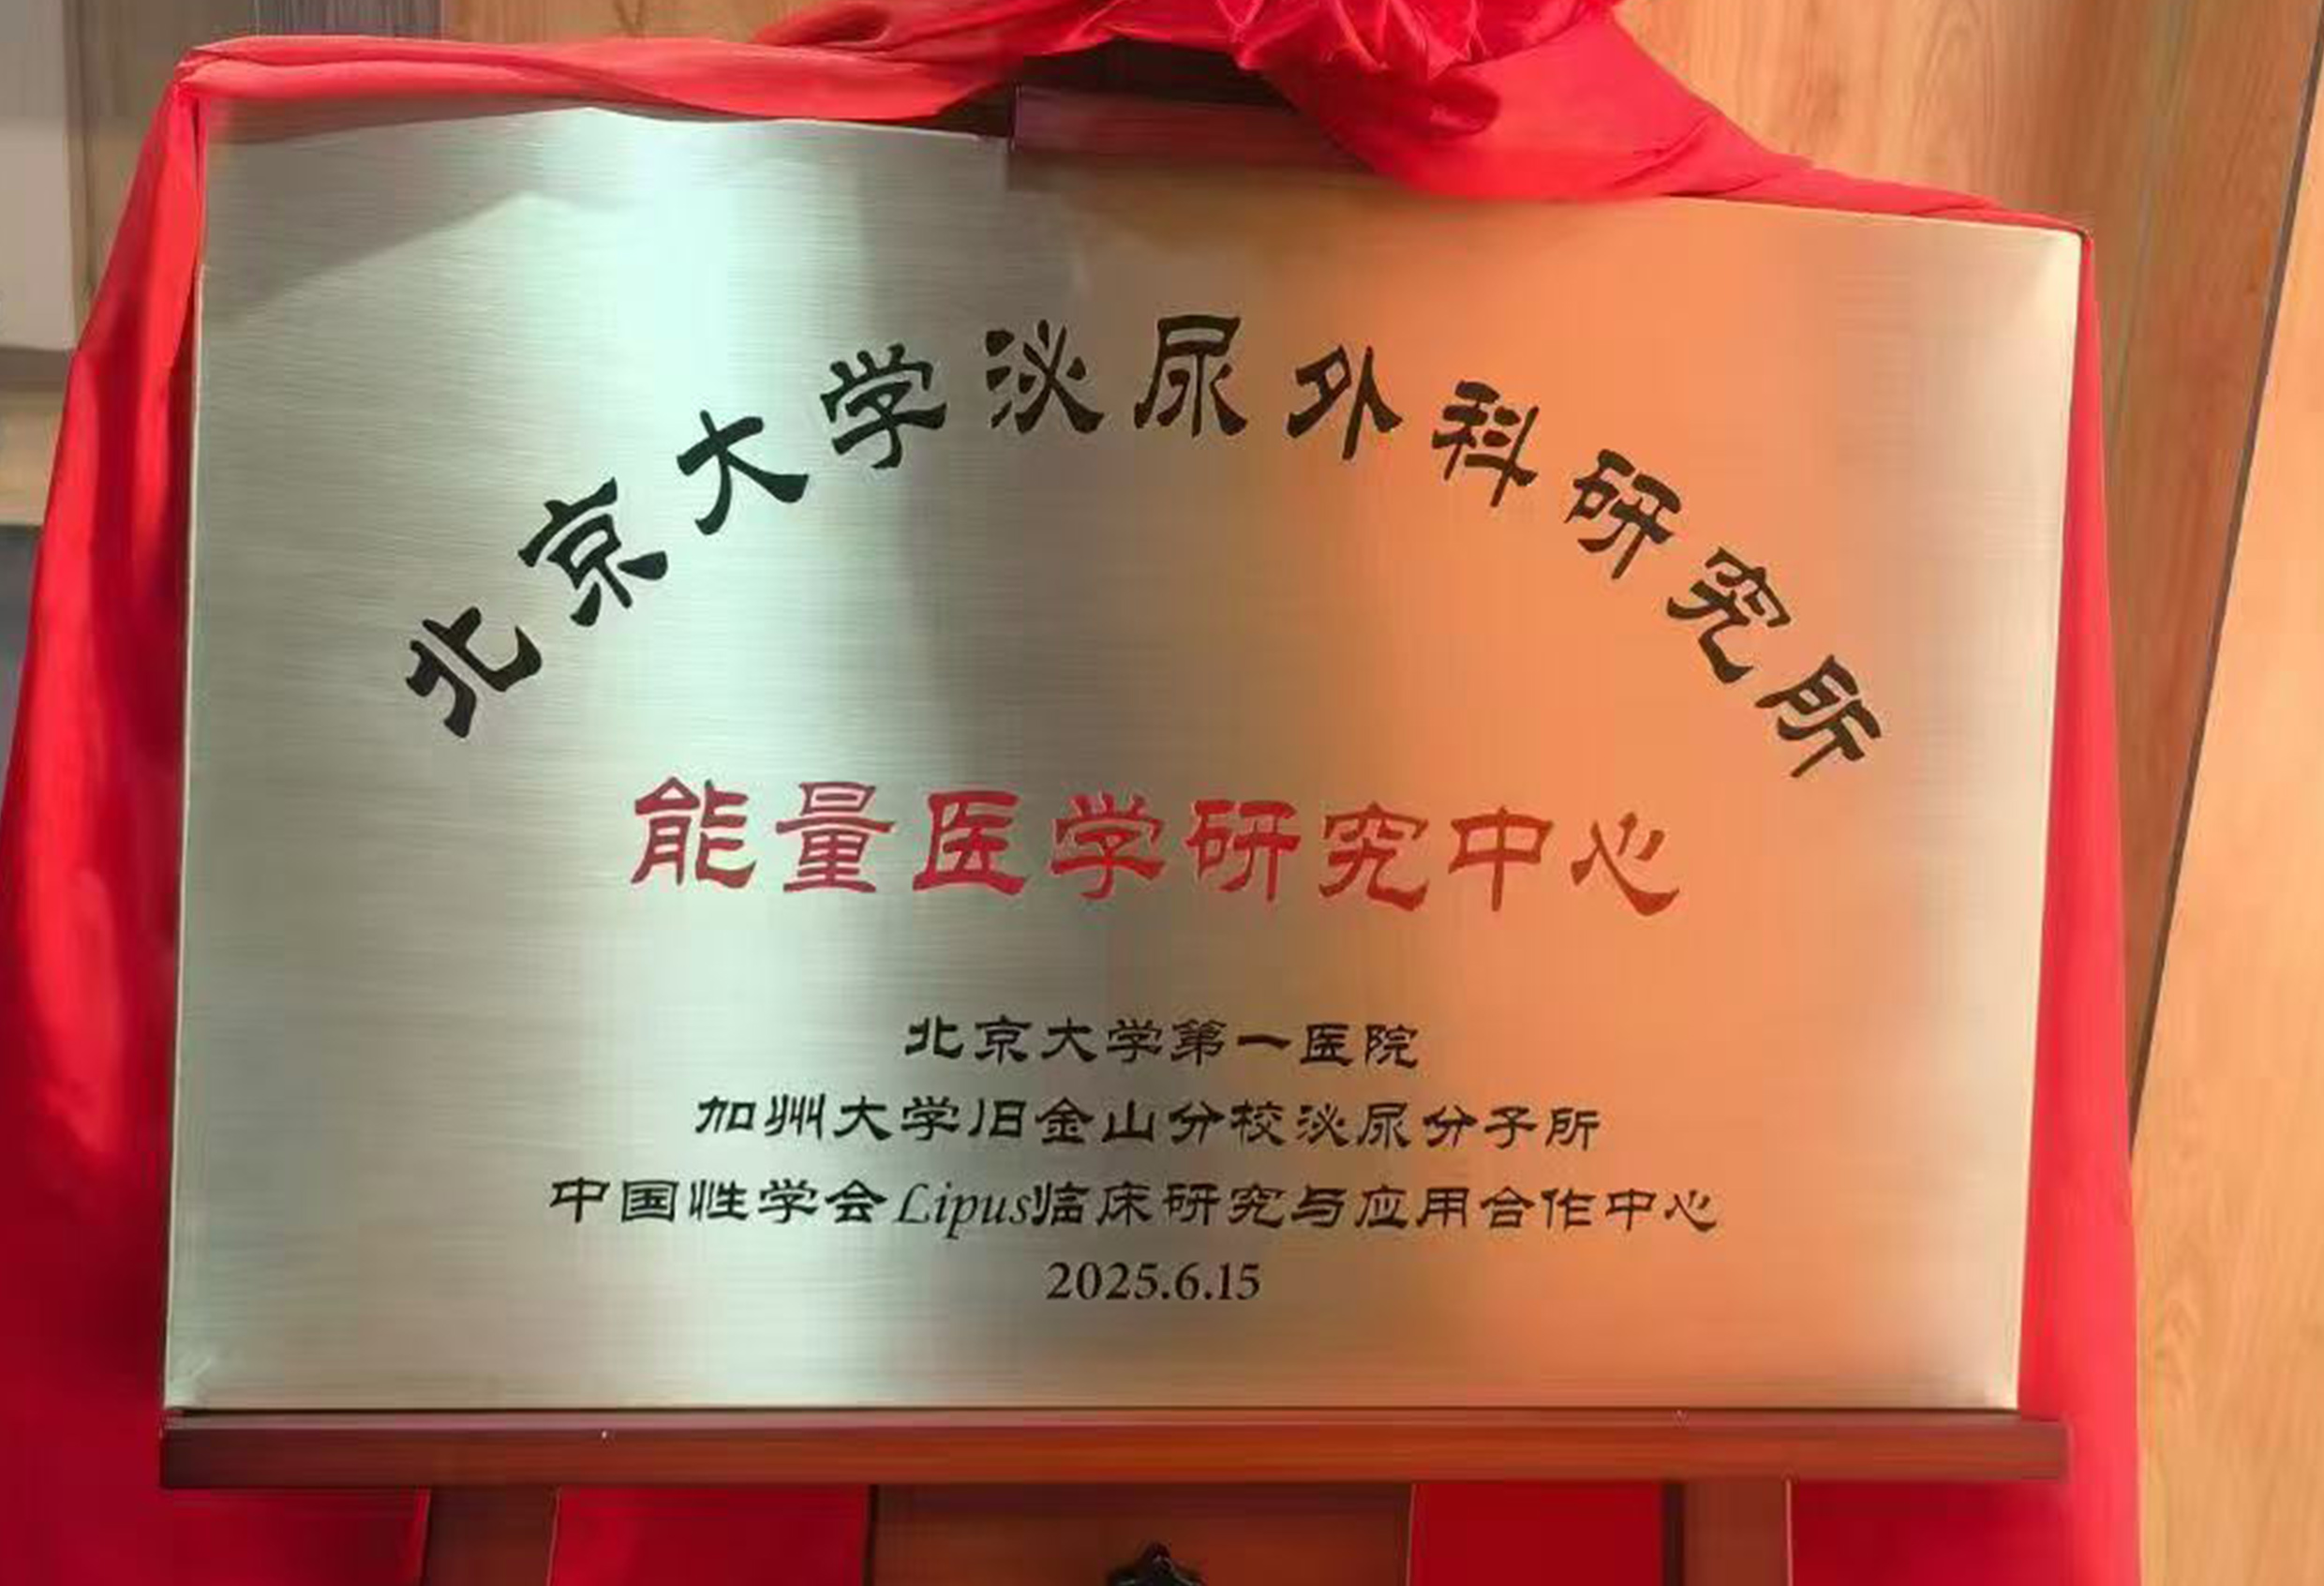 北京大学泌尿外科研究所
能量医学研究中心
北京大学第一医院
加州大学旧金山分校泌尿分子所
中国性学会Lipus临床研究与应用合作中心
2025.6.15